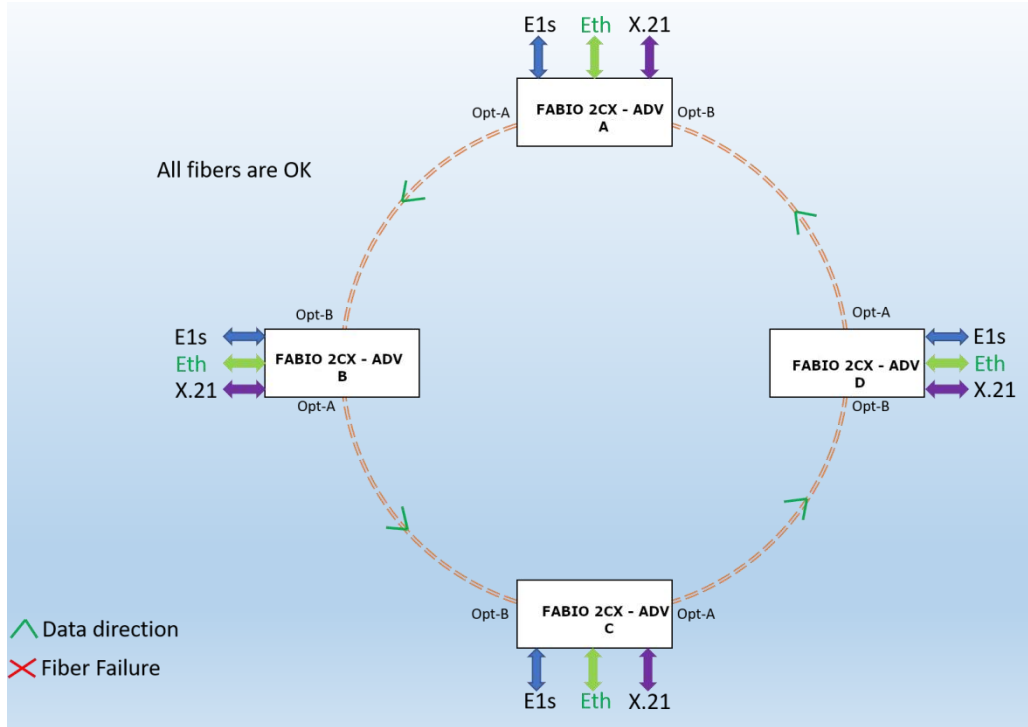 E1s Eth X.21
Opt-A
FABIO 2CX - ADV
A
Opt-B
All fibers are OK
Opt-B
E1s
Eth
X.21
FABIO 2CX - ADV
B
Opt-A
Opt-A
FABIO 2CX - ADV
D
E1s
Eth
X.21
Opt-B
Opt-B
FABIO 2CX - ADV
C
Opt-A
E1s Eth X.21
Data direction
Fiber Failure